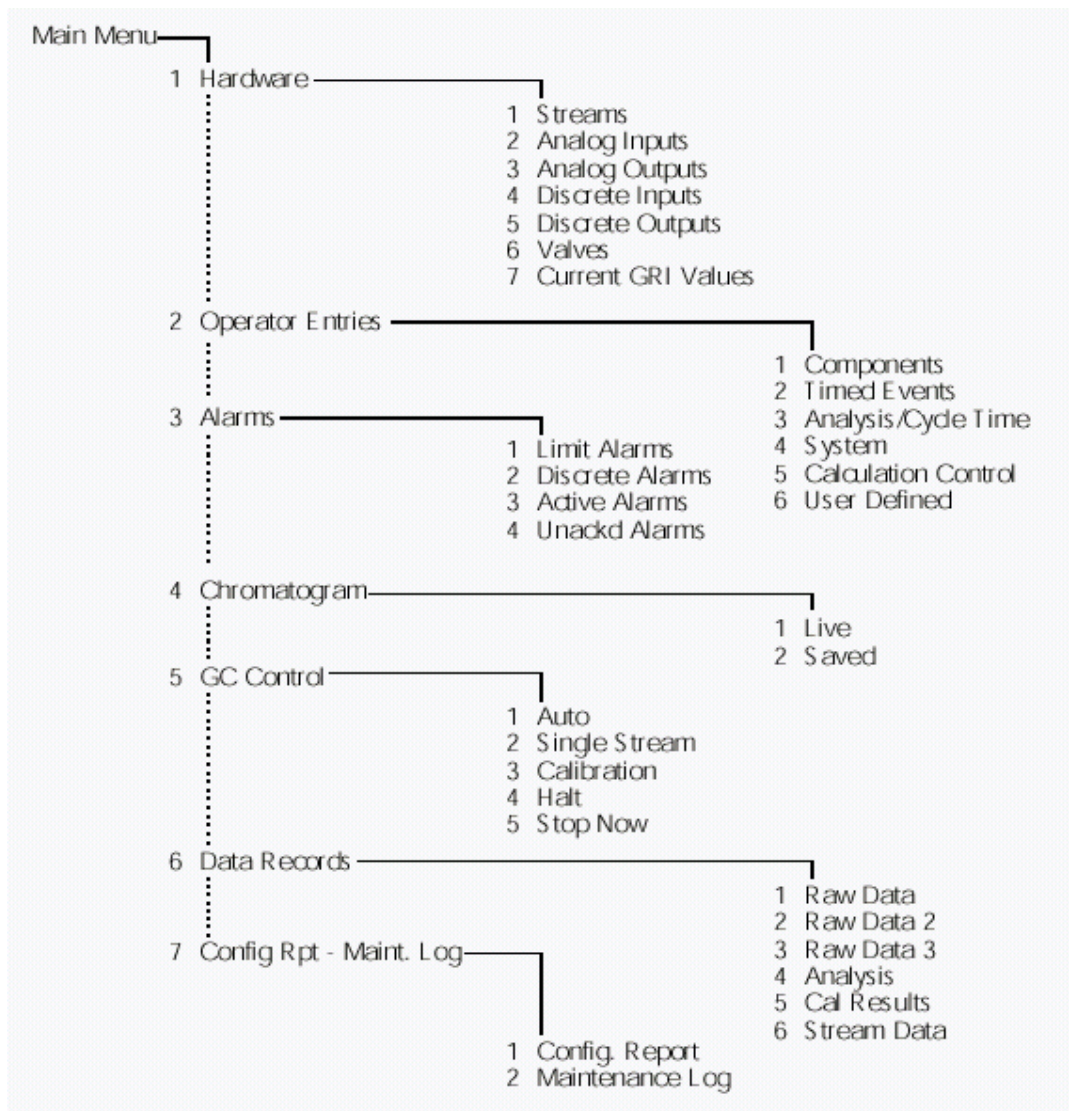 Main Menu
1 Hardware
1 Streams
2 Analog Inputs
3 Analog Outputs
4 Discrete Inputs
5 Discrete Outputs
6 Valves
7 Current GRI Values
2 Operator Entries
1 Components
2 Timed Events
3 Analysis/Cycle Time
4 System
5 Calculation Control
6 User Defined
3 Alarms
1 Limit Alarms
2 Discrete Alarms
3 Active Alarms
4 Unackd Alarms
4 Chromatogram
1 Live
2 Saved
5 GC Control
1 Auto
2 Single Stream
3 Calibration
4 Halt
5 Stop Now
6 Data Records
1 Raw Data
2 Raw Data 2
3 Raw Data 3
4 Analysis
5 Cal Results
6 Stream Data
7 Config Rpt - Maint. Log
1 Config. Report
2 Maintenance Log